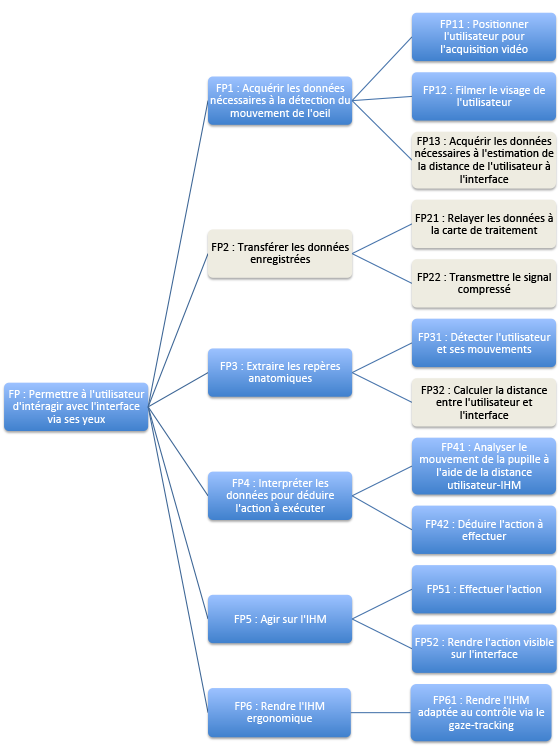 FP : Permettre à l'utilisateur
d'intéragir avec l'interface
via ses yeux
FP1 : Acquérir les données
nécessaires à la détection du
mouvement de l'oeil
FP11 : Positionner
l'utilisateur pour
l'acquisition vidéo
FP12 : Filmer le visage de
l'utilisateur
FP13 : Acquérir les données
nécessaires à l'estimation de
la distance de l'utilisateur à
l'interface
FP2 : Transférer les données
enregistrées
FP21 : Relayer les données à
la carte de traitement
FP22 : Transmettre le signal
compressé
FP3 : Extraire les repères
anatomiques
FP31 : Détecter l'utilisateur
et ses mouvements
FP32 : Calculer la distance
entre l'utilisateur et
l'interface
FP4 : Interpréter les
données pour déduire
l'action à exécuter
FP41 : Analyser le
mouvement de la pupille à
l'aide de la distance
utilisateur-IHM
FP42 : Déduire l'action à
effectuer
FP5 : Agir sur l'IHM
FP51 : Effectuer l'action
FP52 : Rendre l'action visible
sur l'interface
FP6 : Rendre l'IHM
ergonomique
FP61 : Rendre l'IHM
adaptée au contrôle via le
gaze-tracking